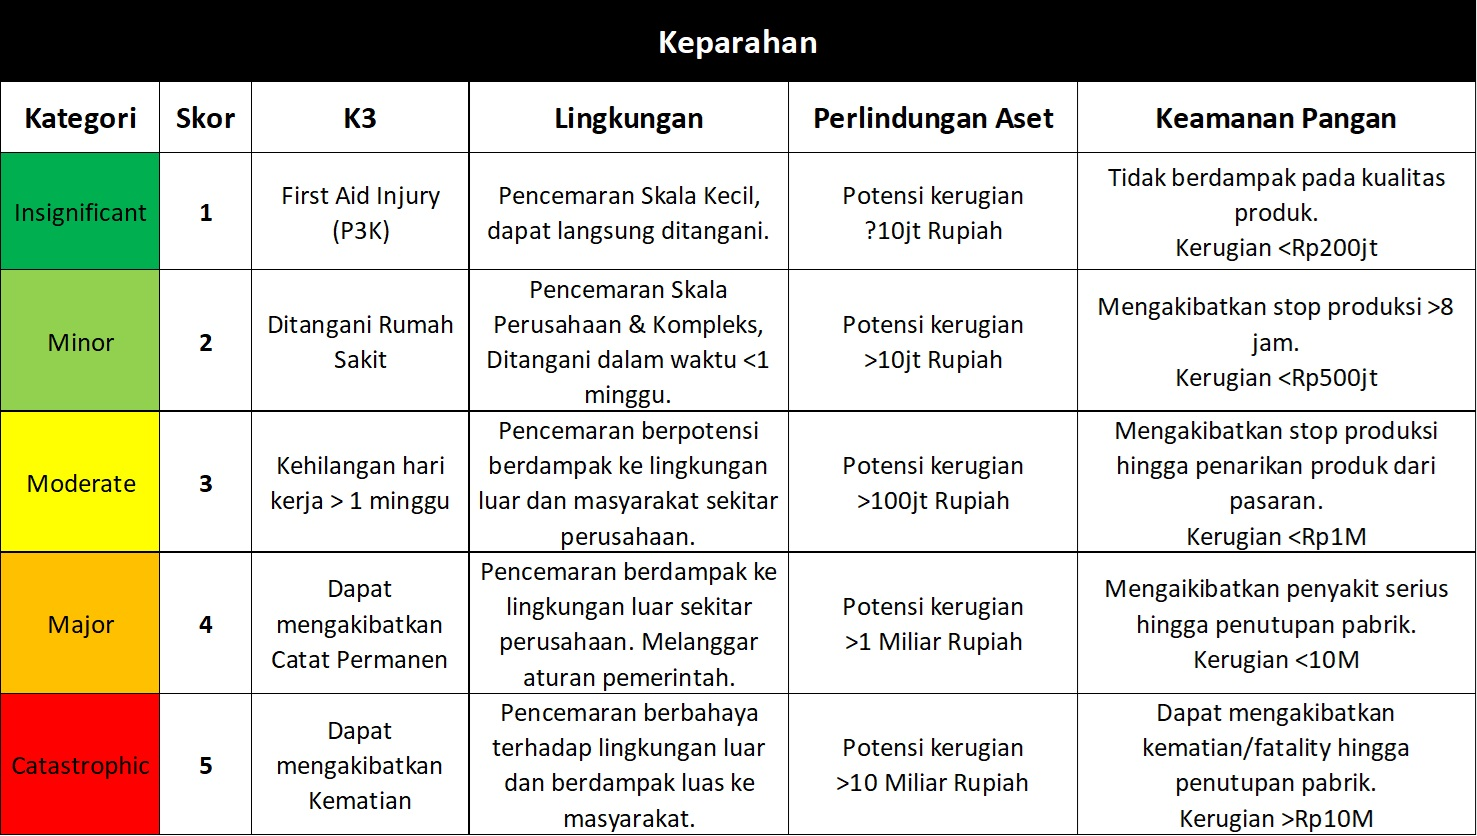 Keparahan
Kategori
Skor
K3
Lingkungan
Perlindungan Aset
Keamanan Pangan
Insignificant
1
First Aid Injury
(P3K)
Pencemaran Skala Kecil,
dapat langsung ditangani.
Potensi kerugian
?10jt Rupiah
Tidak berdampak pada kualitas
produk.
Kerugian <Rp200jt
Minor
2
Ditangani Rumah
Sakit
Pencemaran Skala
Perusahaan & Kompleks,
Ditangani dalam waktu <1
minggu.
Potensi kerugian
>10jt Rupiah
Mengakibatkan stop produksi >8
jam.
Kerugian <Rp500jt
Moderate
3
Kehilangan hari
kerja > 1 minggu
Pencemaran berpotensi
berdampak ke lingkungan
luar dan masyarakat sekitar
perusahaan.
Potensi kerugian
>100jt Rupiah
Mengakibatkan stop produksi
hingga penarikan produk dari
pasaran.
Kerugian <Rp1M
Major
4
Dapat
mengakibatkan
Catat Permanen
Pencemaran berdampak ke
lingkungan luar sekitar
perusahaan. Melanggar
aturan pemerintah.
Potensi kerugian
>1 Miliar Rupiah
Mengaikibatkan penyakit serius
hingga penutupan pabrik.
Kerugian <10M
Catastrophic
5
Dapat
mengakibatkan
Kematian
Pencemaran berbahaya
terhadap lingkungan luar
dan berdampak luas ke
masyarakat.
Potensi kerugian
>10 Miliar Rupiah
Dapat mengakibatkan
kematian/fatality hingga
penutupan pabrik.
Kerugian >Rp10M